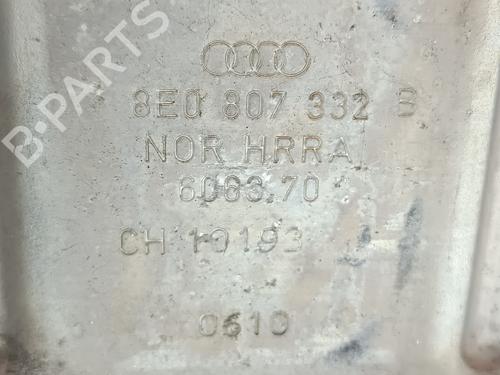 B-PARTS
8E0 807 332 B
NOR HRRA
6063.70
CH 10193
0610